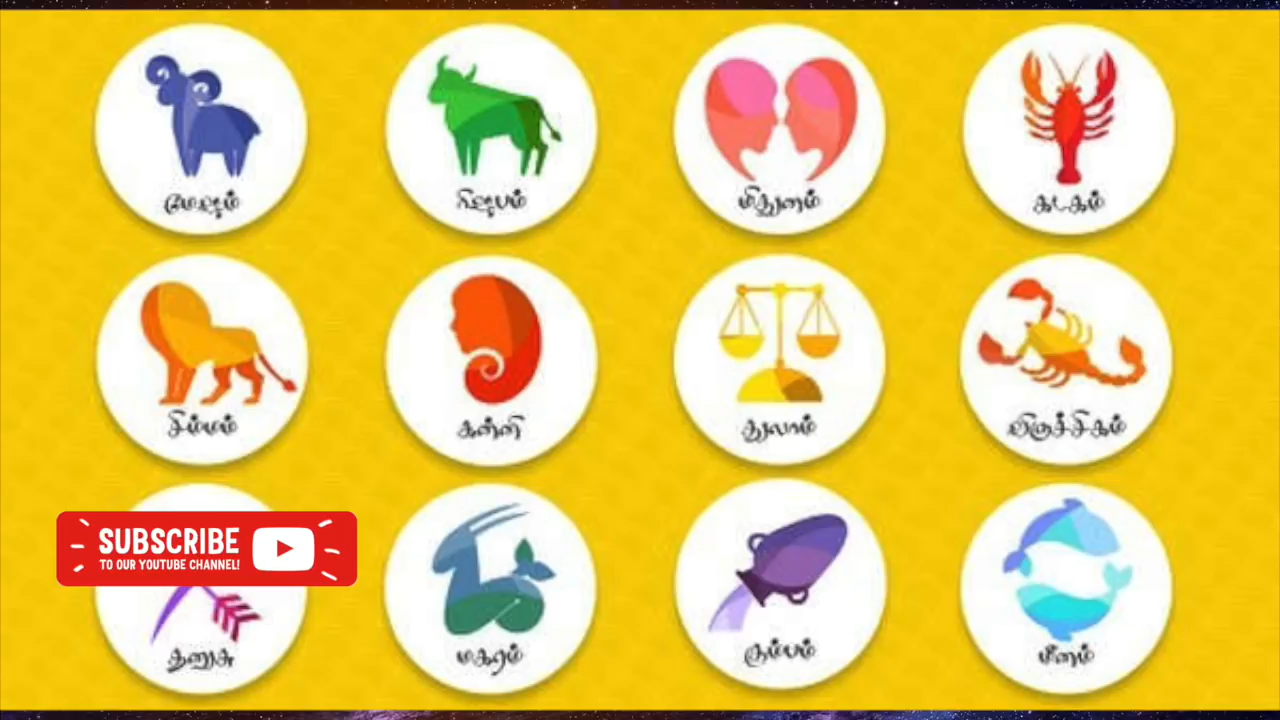 மேஷம்
ரிஷபம்
மிதுனம்
கடகம்
சிம்மம்
கன்னி
துலாம்
விருச்சிகம்
SUBSCRIBE
TO OUR YOUTUBE CHANNEL!
தனுசு
மகரம்
கும்பம்
மீனம்